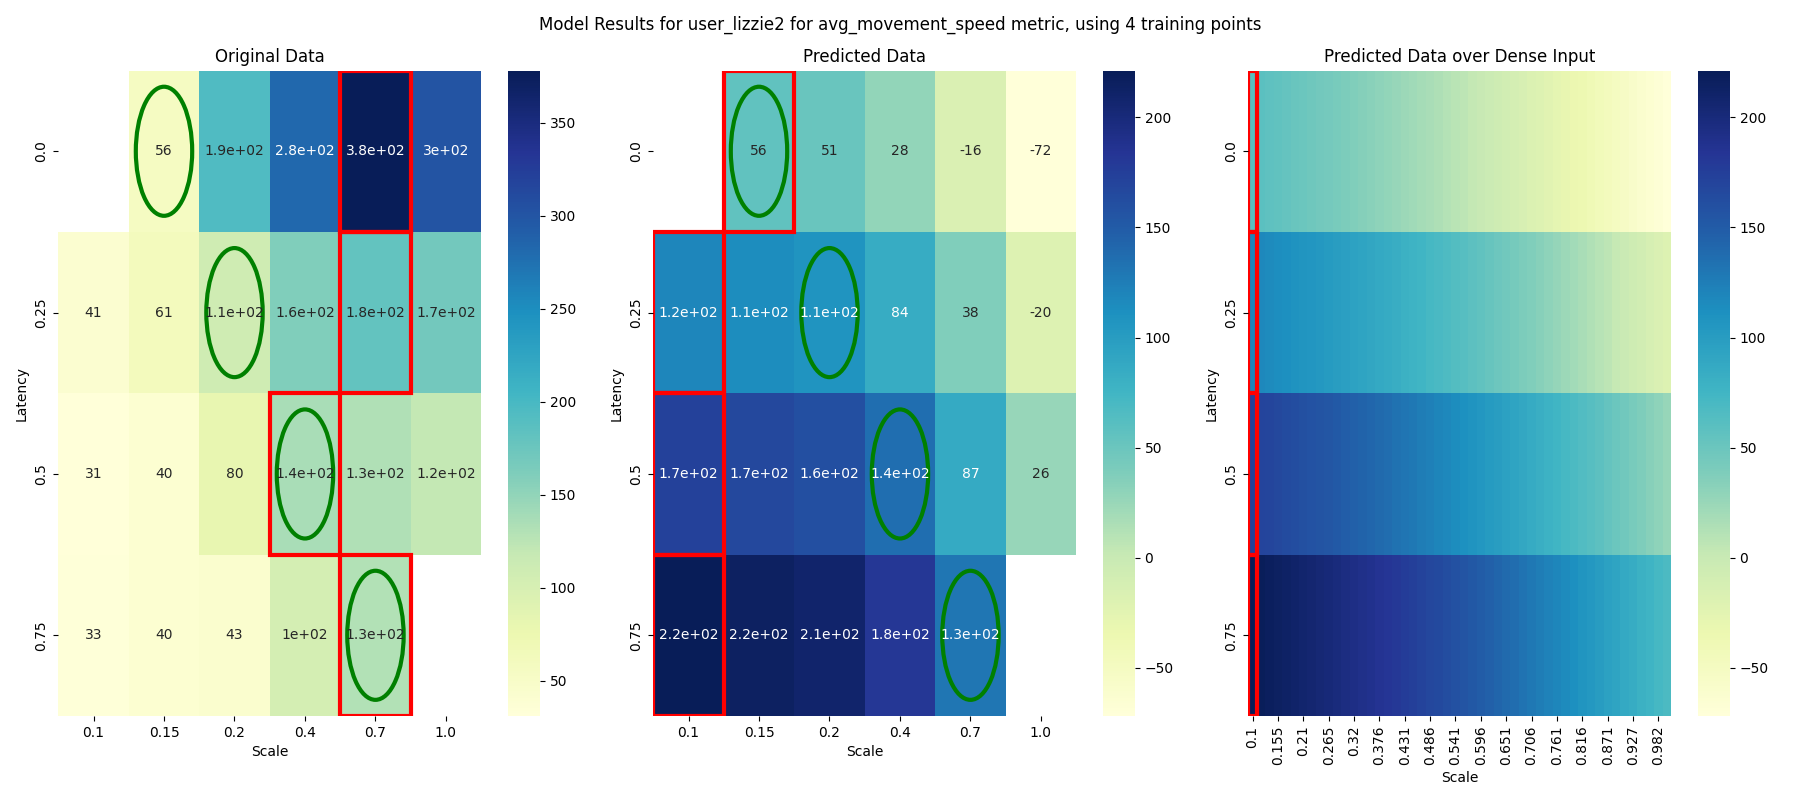 Model Results for user_lizzie2 for avg_movement_speed metric, using 4 training points
Original Data
Latency
0.0
56
1.9e+02
2.8e+02
3.8e+02
3e+02
0.25
41
61
1.1e+02
1.6e+02
1.8e+02
1.7e+02
0.5
31
40
80
1.4e+02
1.3e+02
1.2e+02
0.75
33
40
43
1e+02
1.3e+02
0.1
0.15
0.2
0.4
0.7
1.0
Scale
350
300
250
200
150
100
50
Predicted Data
Latency
0.0
56
51
28
-16
-72
0.25
1.2e+02
1.1e+02
1.1e+02
84
38
-20
0.5
1.7e+02
1.7e+02
1.6e+02
1.4e+02
87
26
0.75
2.2e+02
2.2e+02
2.1e+02
1.8e+02
1.3e+02
0.1
0.15
0.2
0.4
0.7
1.0
Scale
200
150
100
50
0
−50
Predicted Data over Dense Input
Latency
0.0
0.25
0.5
0.75
0.1
0.155
0.21
0.265
0.32
0.376
0.431
0.486
0.541
0.596
0.651
0.706
0.761
0.816
0.871
0.927
0.982
Scale
200
150
100
50
0
−50